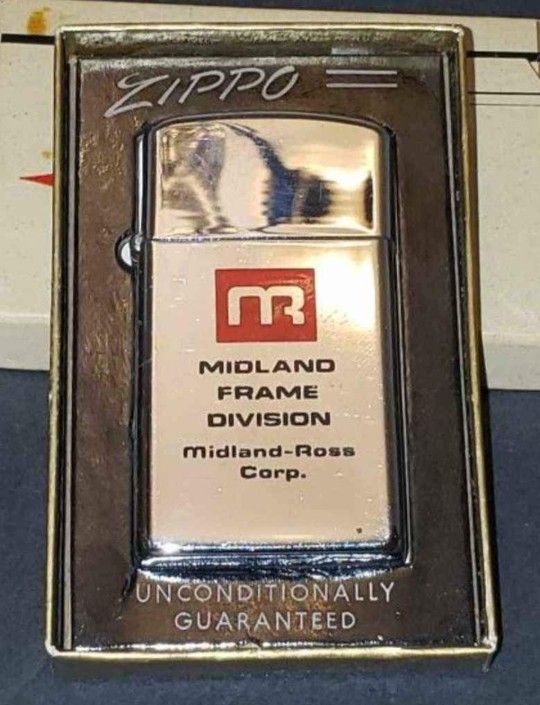 ZIPPO
mR
MIDLAND
FRAME
DIVISION
Midland-Ross
Corp.
UNCONDITIONALLY
GUARANTEED